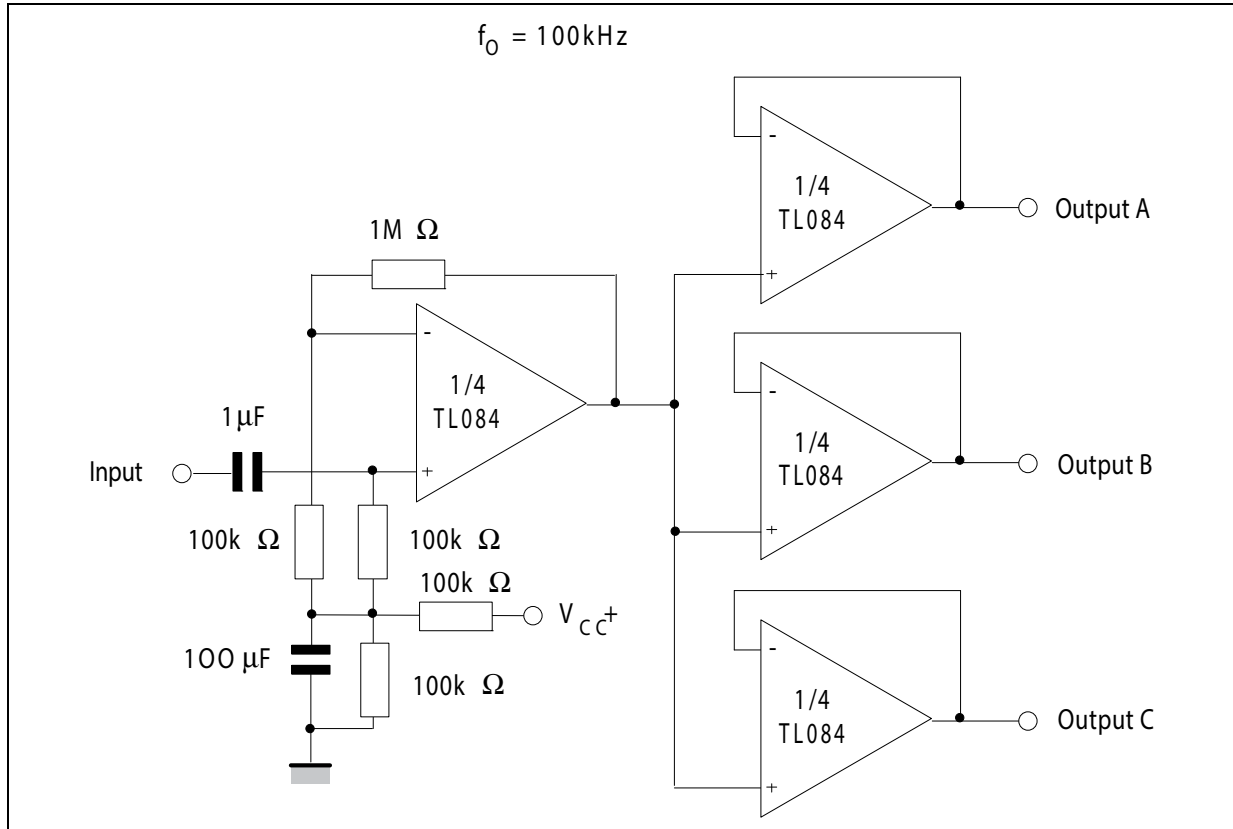 fO = 100kHz
-
1/4
TL084
+
Output A
1M Ω
-
1/4
TL084
+
1µF
Input
-
1/4
TL084
+
Output B
100k Ω
100k Ω
100k Ω
VCC+
100 µF
100k Ω
-
1/4
TL084
+
Output C